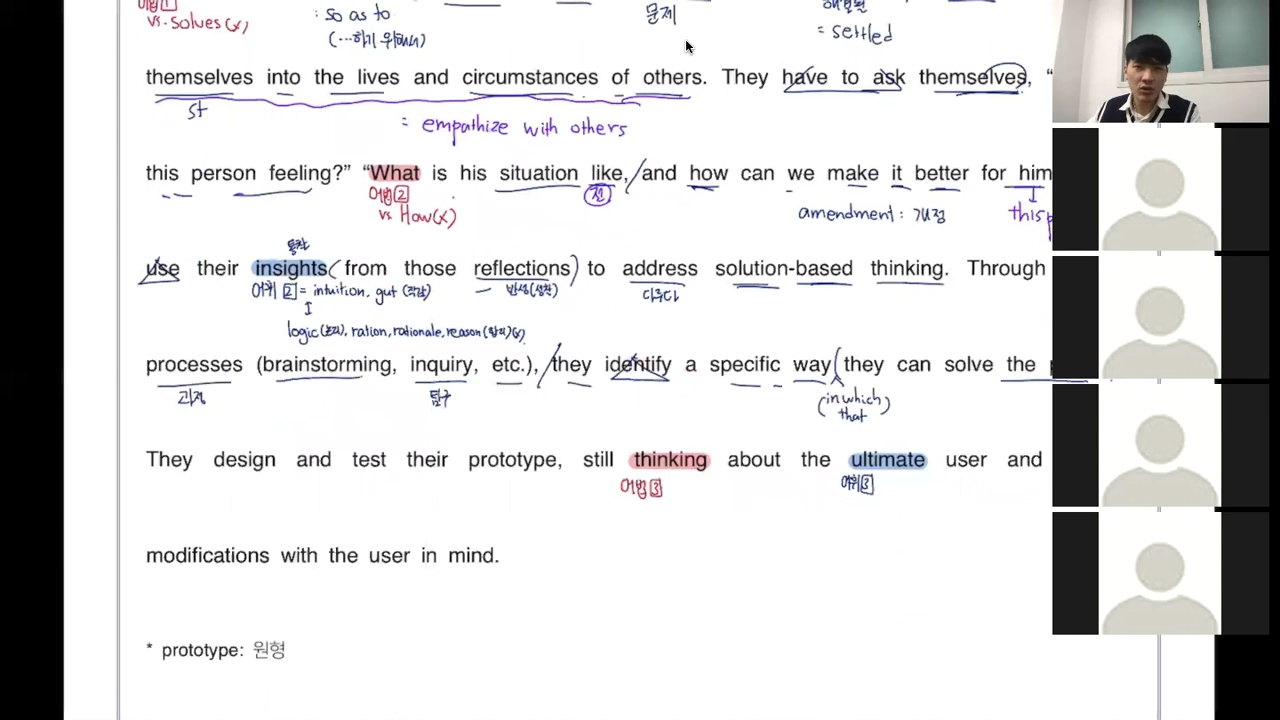 어법 1
vs. solves (x)
: so as to
(…하기 위해서)
문제
= settled
themselves into the lives and circumstances of others. They have to ask themselves, "
st
= empathize with others
this person feeling?" "What is his situation like, and how can we make it better for him
어법 2
전
vs How(x)
amendment : 개정
this
통찰
use their insights (from those reflections) to address solution-based thinking. Through
어휘 2 = intuition, gut (직감)
반성(성찰)
다루다
logic(논리), ration, rationale, reason
processes (brainstorming, inquiry, etc.), they identify a specific way (they can solve the
과정
탐구
(in which)
that
They design and test their prototype, still thinking about the ultimate user and
어법 3
어휘 3
modifications with the user in mind.
* prototype: 원형